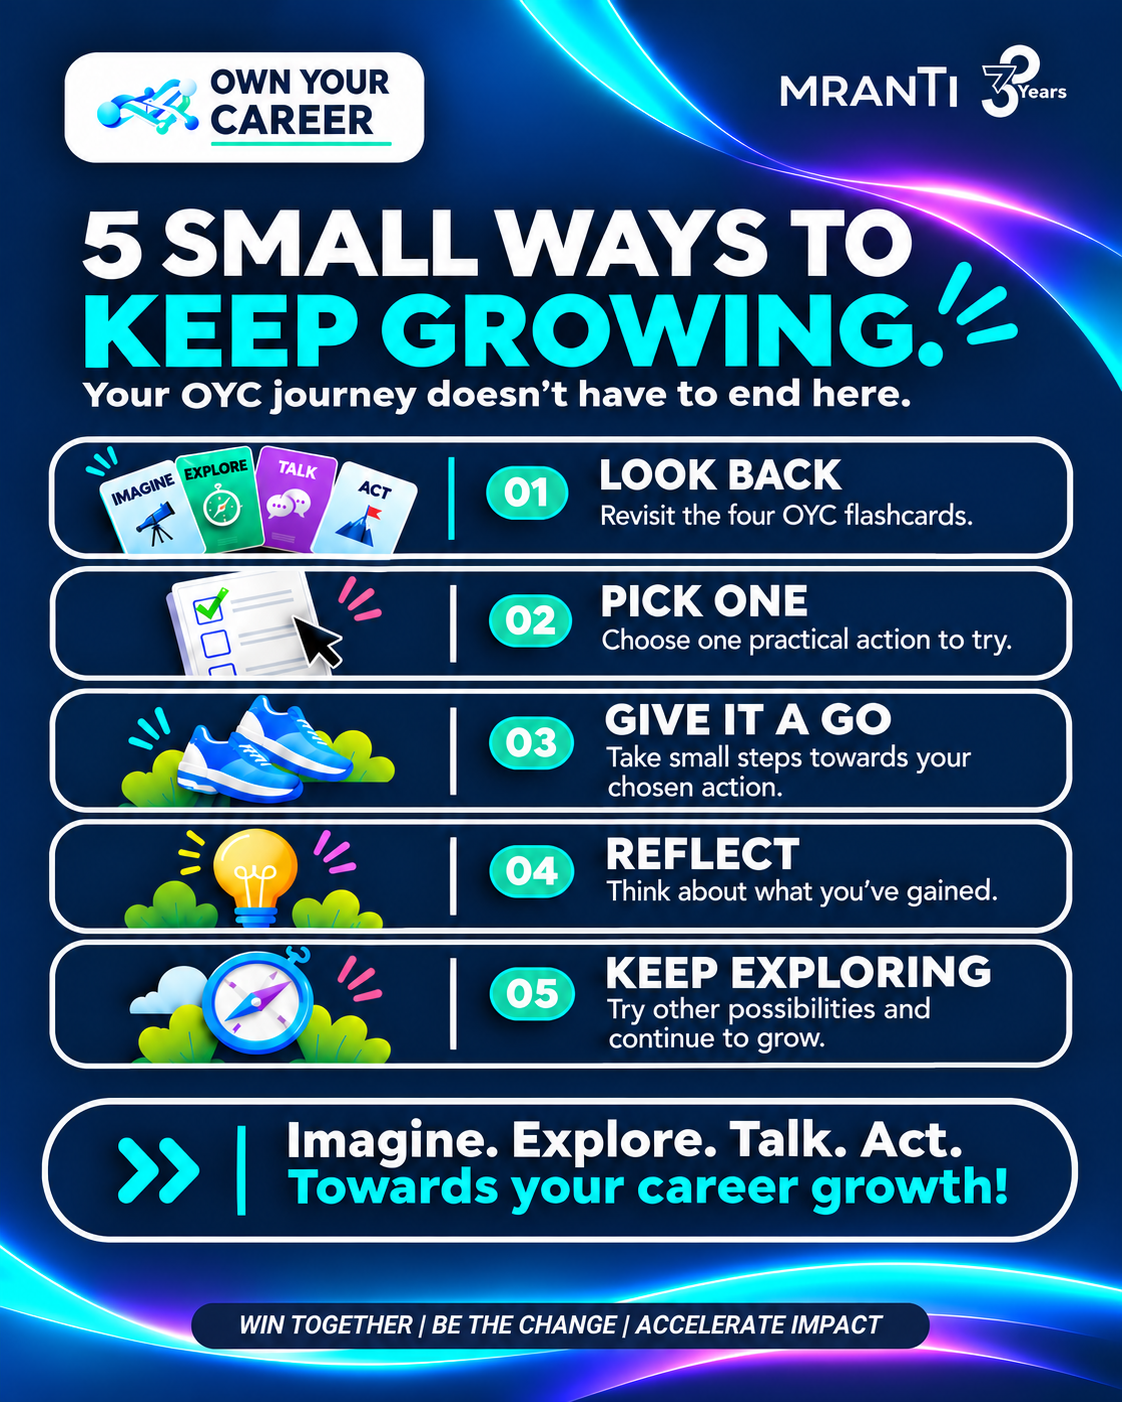 OWN YOUR
CAREER
MRANTI
3 Years
5 SMALL WAYS TO
KEEP GROWING.
Your OYC journey doesn't have to end here.
IMAGINE
EXPLORE
TALK
ACT
01
LOOK BACK
Revisit the four OYC flashcards.
02
PICK ONE
Choose one practical action to try.
03
GIVE IT A GO
Take small steps towards your
chosen action.
04
REFLECT
Think about what you've gained.
05
KEEP EXPLORING
Try other possibilities and
continue to grow.
Imagine. Explore. Talk. Act.
Towards your career growth!
WIN TOGETHER | BE THE CHANGE | ACCELERATE IMPACT